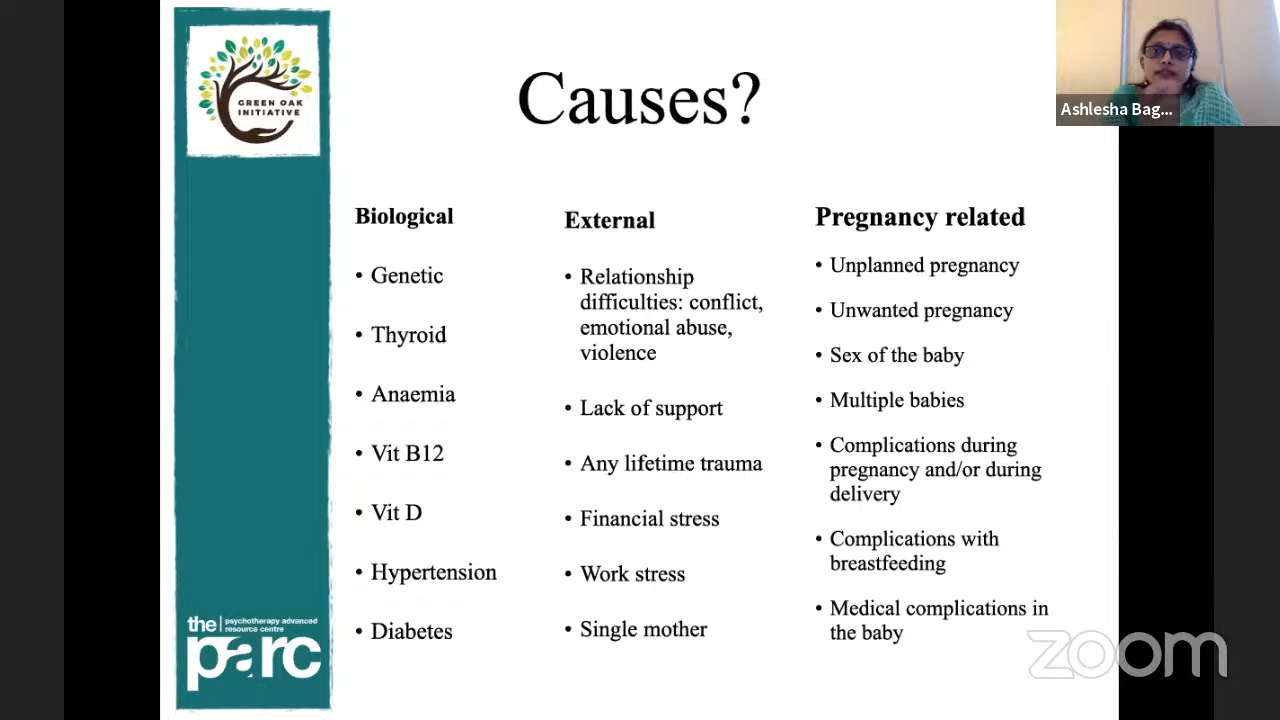 GREEN OAK
INITIATIVE
Causes?
Ashlesha Bag...
Biological
• Genetic
• Thyroid
• Anaemia
• Vit B12
• Vit D
• Hypertension
• Diabetes
External
• Relationship
difficulties: conflict,
emotional abuse,
violence
• Lack of support
• Any lifetime trauma
• Financial stress
• Work stress
• Single mother
Pregnancy related
• Unplanned pregnancy
• Unwanted pregnancy
• Sex of the baby
• Multiple babies
• Complications during
pregnancy and/or during
delivery
• Complications with
breastfeeding
• Medical complications in
the baby
the psychotherapy advanced
resource centre
parc
zoom